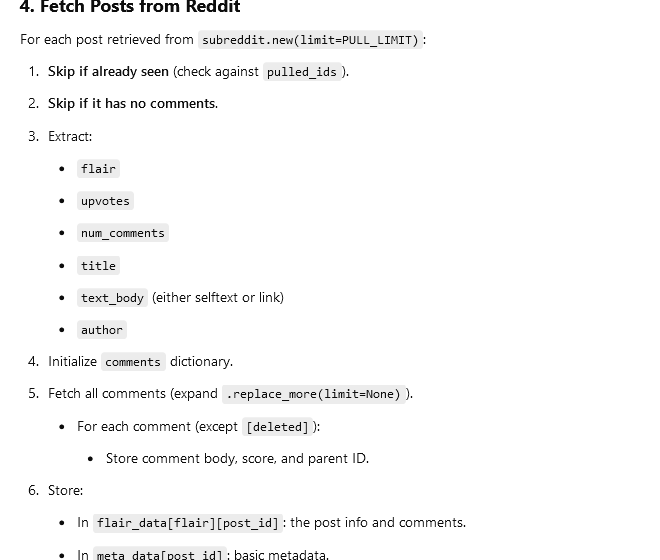 4. Fetch Posts from Reddit
For each post retrieved from subreddit.new(limit=PULL_LIMIT) :
1. Skip if already seen (check against pulled_ids ).
2. Skip if it has no comments.
3. Extract:
• flair
• upvotes
• num_comments
• title
• text_body (either selftext or link)
• author
4. Initialize comments dictionary.
5. Fetch all comments (expand .replace_more(limit=None) ).
• For each comment (except [deleted] ):
• Store comment body, score, and parent ID.
6. Store:
• In flair_data[flair][post_id] : the post info and comments.
• In meta_data[post_id] : basic metadata.